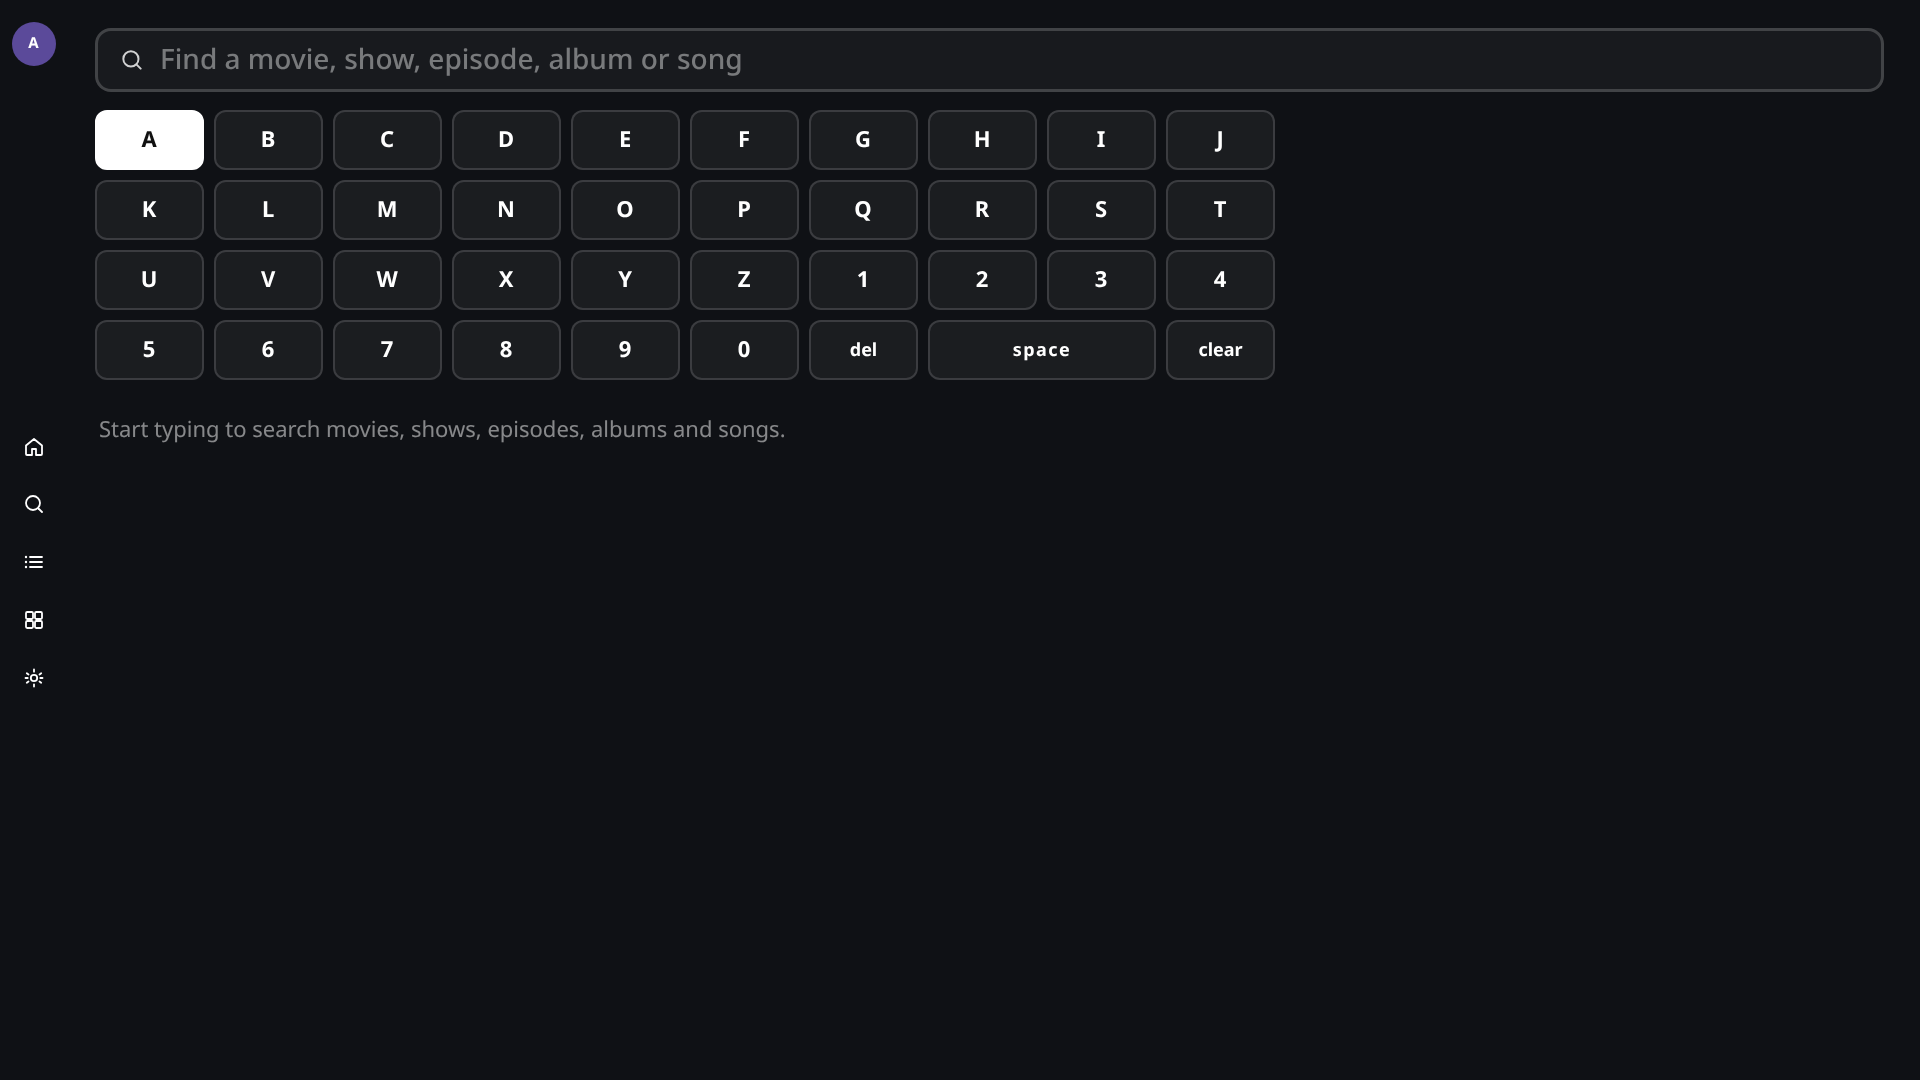 A
Find a movie, show, episode, album or song
A B C D E F G H I J
K L M N O P Q R S T
U V W X Y Z 1 2 3 4
5 6 7 8 9 0 del space clear
Start typing to search movies, shows, episodes, albums and songs.